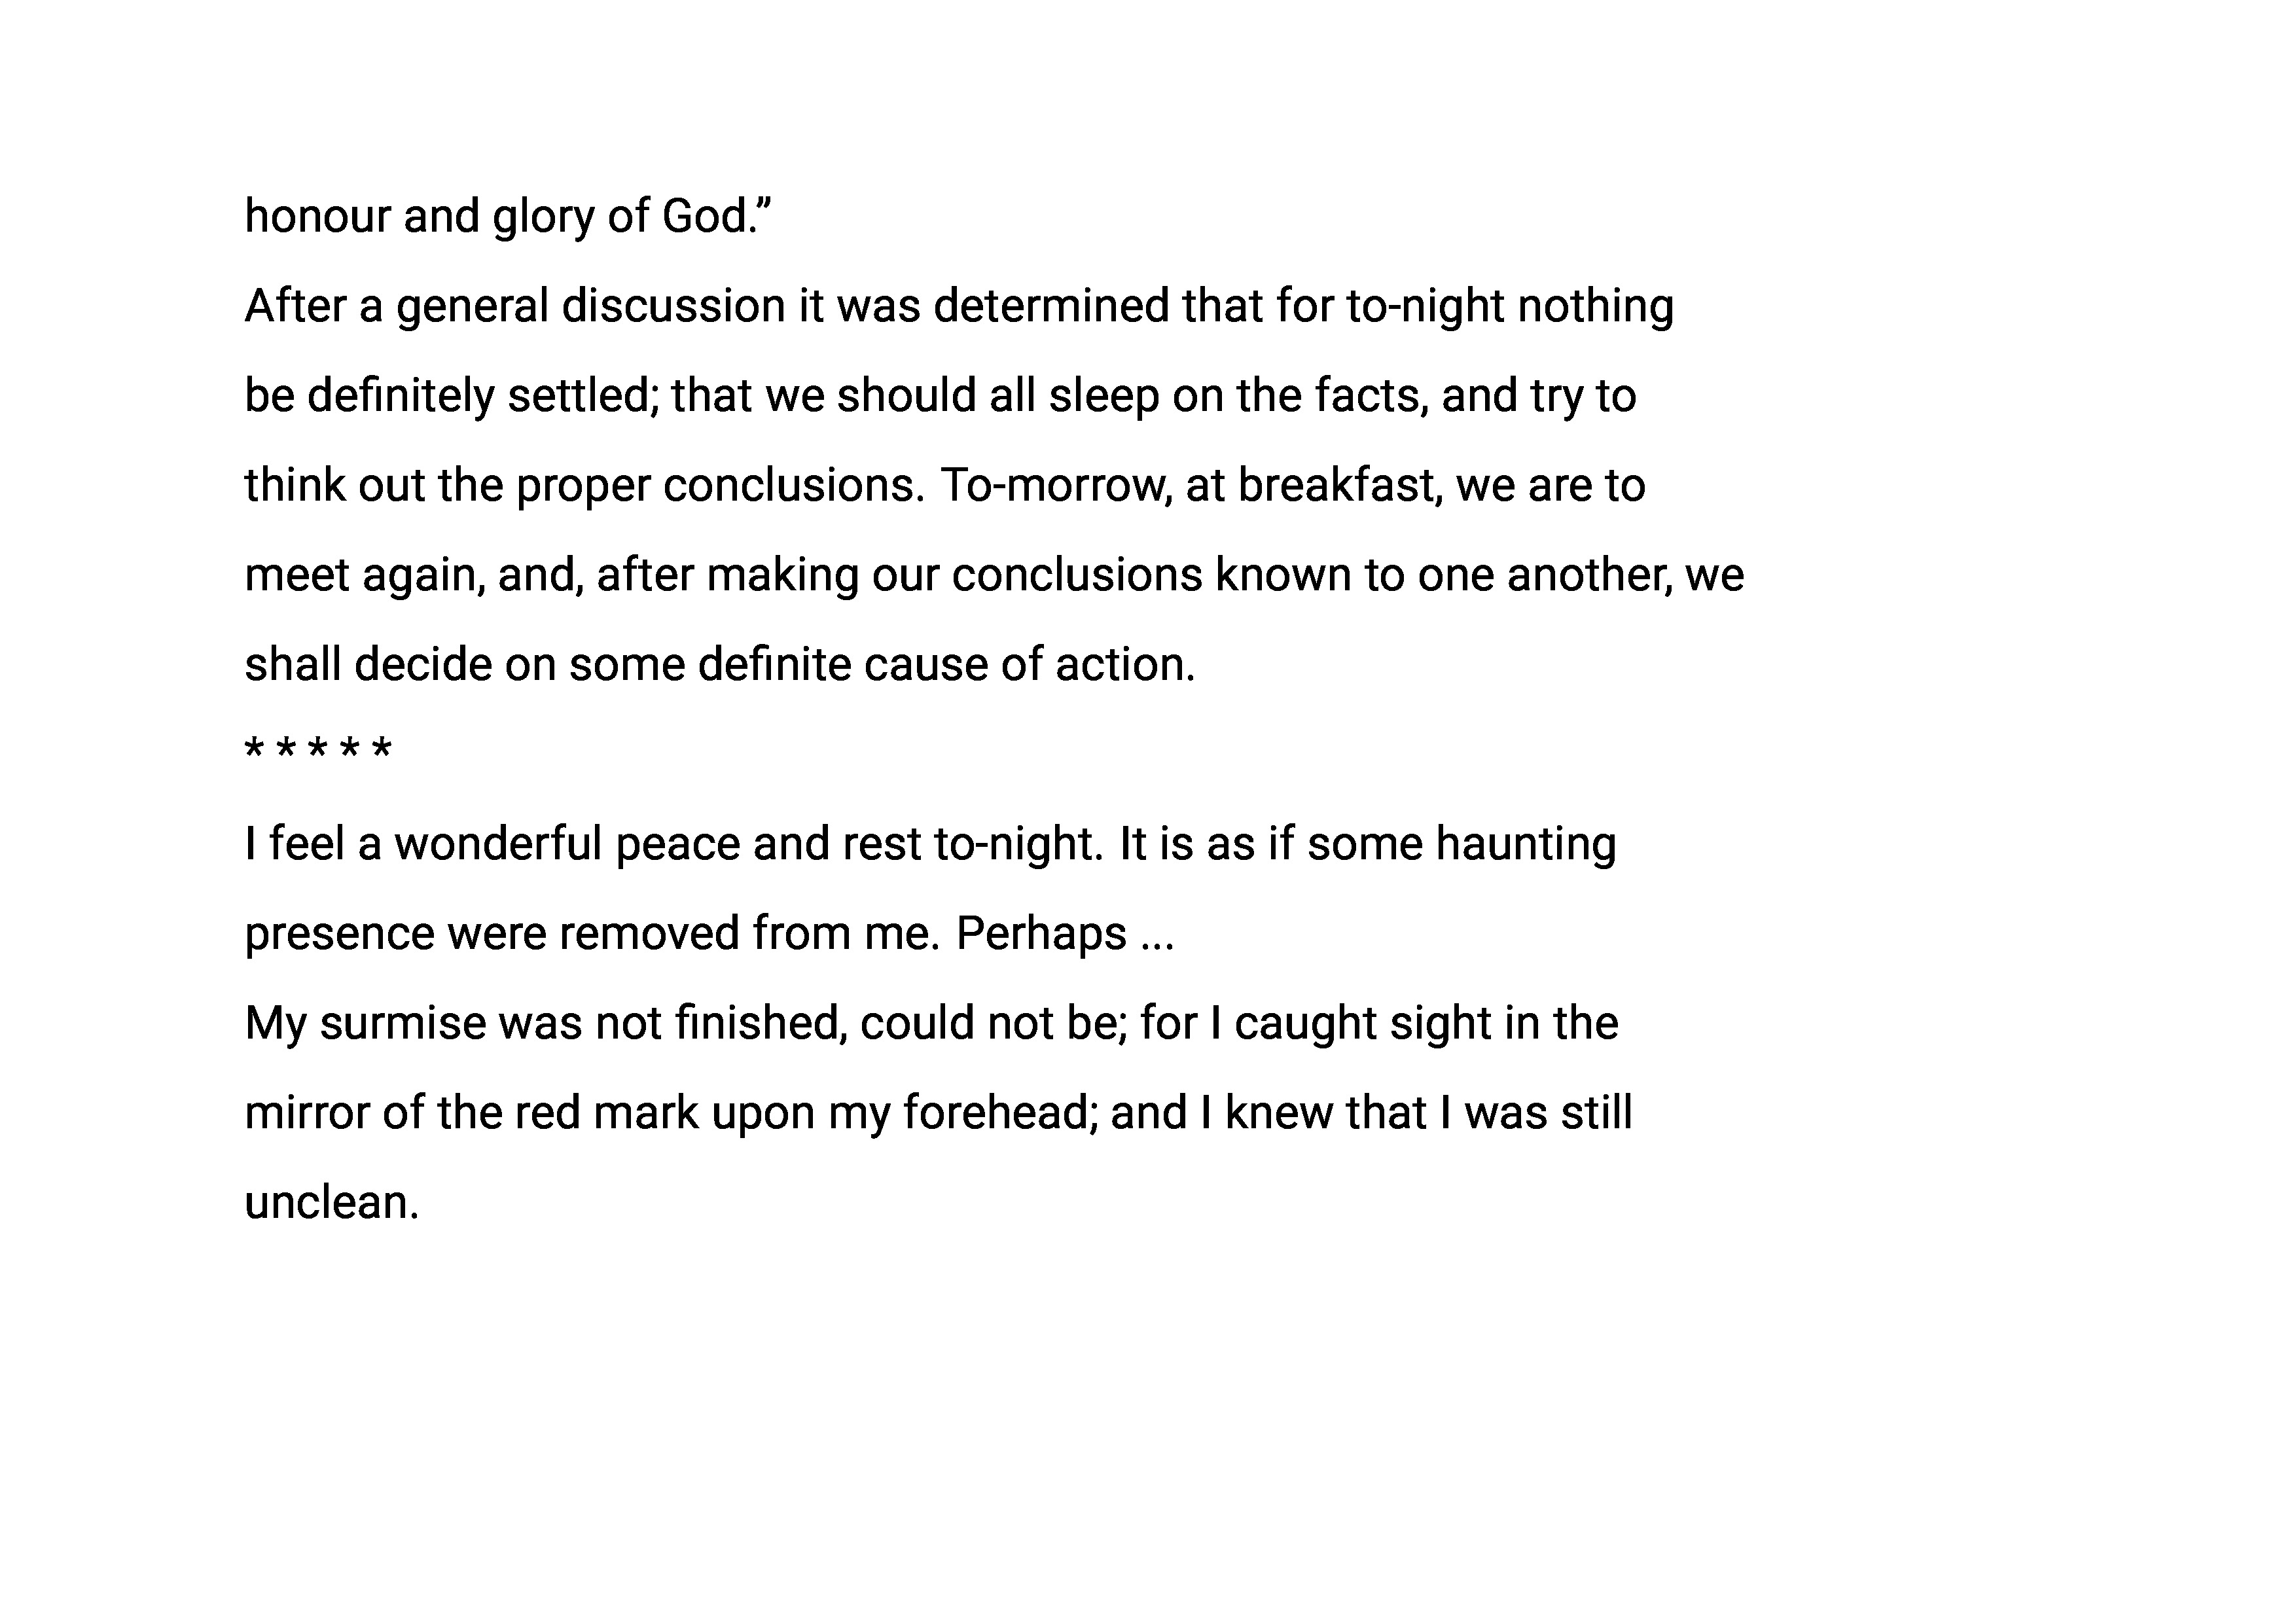 honour and glory of God.”
After a general discussion it was determined that for to-night nothing
be definitely settled; that we should all sleep on the facts, and try to
think out the proper conclusions. To-morrow, at breakfast, we are to
meet again, and, after making our conclusions known to one another, we
shall decide on some definite cause of action.
* * * * *
I feel a wonderful peace and rest to-night. It is as if some haunting
presence were removed from me. Perhaps ...
My surmise was not finished, could not be; for I caught sight in the
mirror of the red mark upon my forehead; and I knew that I was still
unclean.